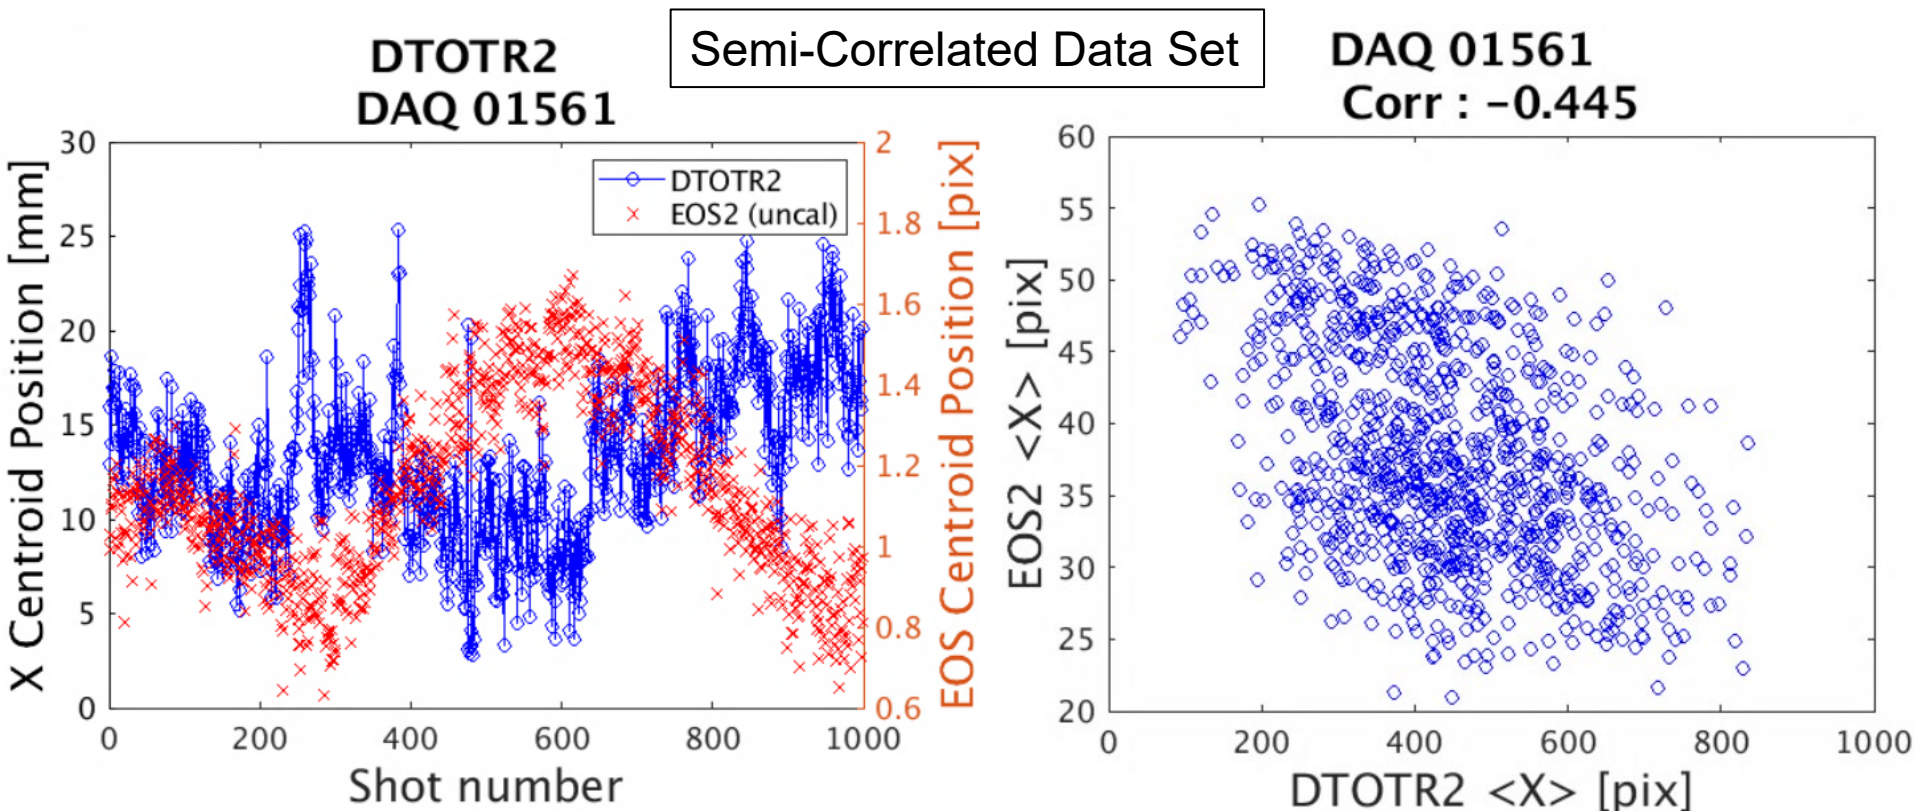 Semi-Correlated Data Set
DTOTR2
DAQ 01561
X Centroid Position [mm]
30
25
20
15
10
5
0
DTOTR2
EOS2 (uncal)
2
1.8
1.6
1.4
1.2
1
0.8
0.6
EOS Centroid Position [pix]
0 200 400 600 800 1000
Shot number
DAQ 01561
Corr : -0.445
EOS2 <X> [pix]
60
55
50
45
40
35
30
25
20
0 200 400 600 800 1000
DTOTR2 <X> [pix]